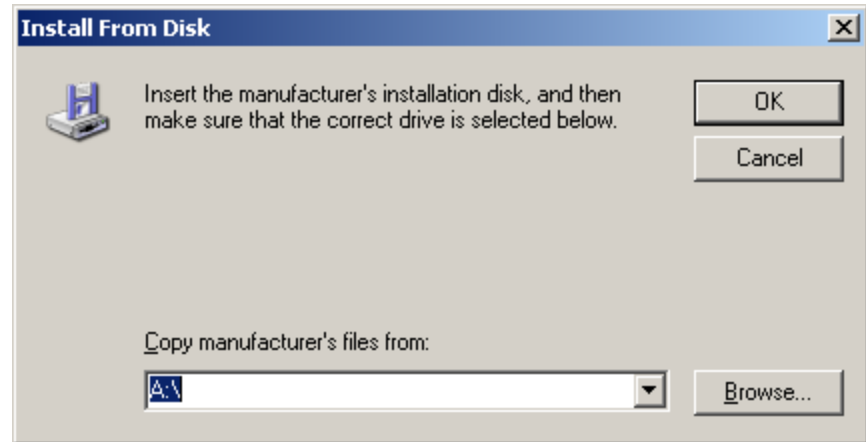 Install From Disk
Insert the manufacturer's installation disk, and then
make sure that the correct drive is selected below.
OK
Cancel
Copy manufacturer's files from:
A:\
Browse...